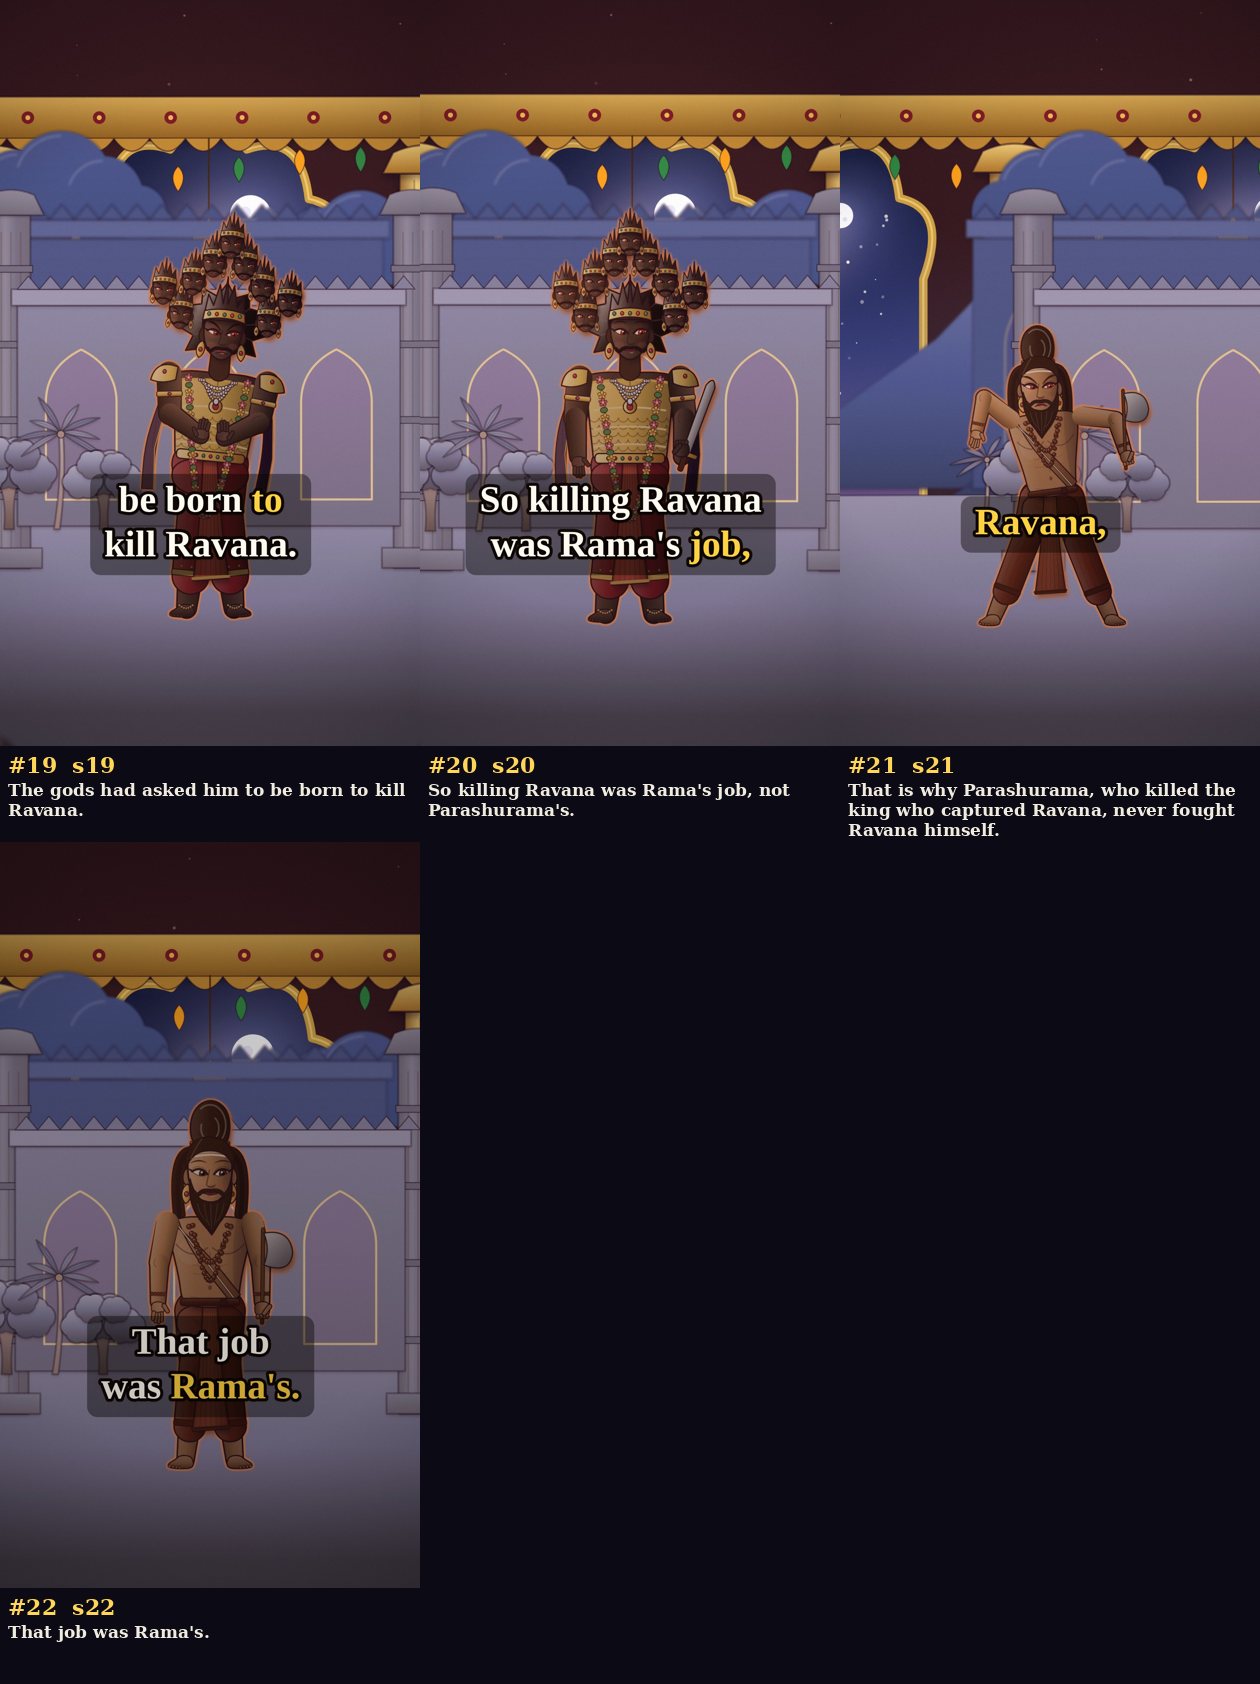 be born to
kill Ravana.
So killing Ravana
was Rama's job,
Ravana,
#19 s19
The gods had asked him to be born to kill
Ravana.
#20 s20
So killing Ravana was Rama's job, not
Parashurama's.
#21 s21
That is why Parashurama, who killed the
king who captured Ravana, never fought
Ravana himself.
That job
was Rama's.
#22 s22
That job was Rama's.